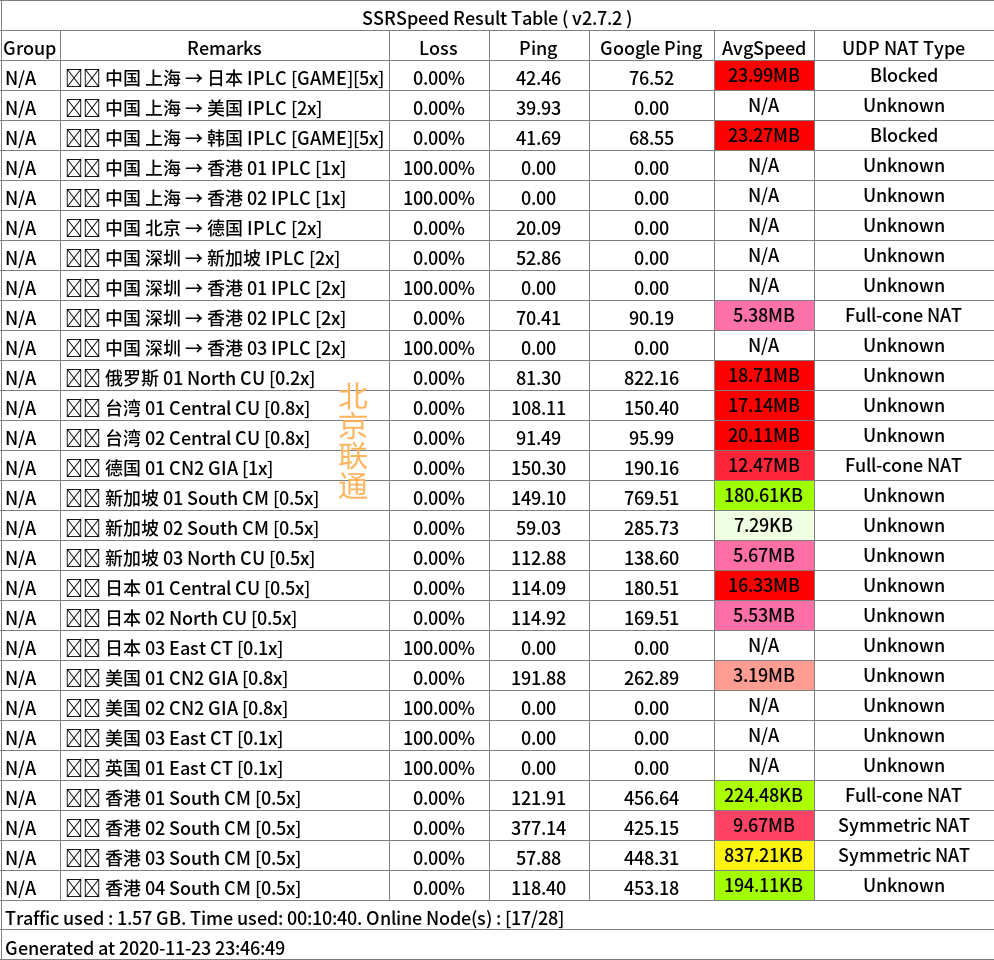 SSRSpeed Result Table ( v2.7.2 )
Group Remarks Loss Ping Google Ping AvgSpeed UDP NAT Type
N/A 中国 上海 → 日本 IPLC [GAME][5x] 0.00% 42.46 76.52 23.99MB Blocked
N/A 中国 上海 → 美国 IPLC [2x] 0.00% 39.93 0.00 N/A Unknown
N/A 中国 上海 → 韩国 IPLC [GAME][5x] 0.00% 41.69 68.55 23.27MB Blocked
N/A 中国 上海 → 香港 01 IPLC [1x] 100.00% 0.00 0.00 N/A Unknown
N/A 中国 上海 → 香港 02 IPLC [1x] 100.00% 0.00 0.00 N/A Unknown
N/A 中国 北京 → 德国 IPLC [2x] 0.00% 20.09 0.00 N/A Unknown
N/A 中国 深圳 → 新加坡 IPLC [2x] 0.00% 52.86 0.00 N/A Unknown
N/A 中国 深圳 → 香港 01 IPLC [2x] 100.00% 0.00 0.00 N/A Unknown
N/A 中国 深圳 → 香港 02 IPLC [2x] 0.00% 70.41 90.19 5.38MB Full-cone NAT
N/A 中国 深圳 → 香港 03 IPLC [2x] 100.00% 0.00 0.00 N/A Unknown
N/A 俄罗斯 01 North CU [0.2x] 0.00% 81.30 822.16 18.71MB Unknown
N/A 台湾 01 Central CU [0.8x] 0.00% 108.11 150.40 17.14MB Unknown
N/A 台湾 02 Central CU [0.8x] 0.00% 91.49 95.99 20.11MB Unknown
N/A 德国 01 CN2 GIA [1x] 0.00% 150.30 190.16 12.47MB Full-cone NAT
N/A 新加坡 01 South CM [0.5x] 0.00% 149.10 769.51 180.61KB Unknown
N/A 新加坡 02 South CM [0.5x] 0.00% 59.03 285.73 7.29KB Unknown
N/A 新加坡 03 North CU [0.5x] 0.00% 112.88 138.60 5.67MB Unknown
N/A 日本 01 Central CU [0.5x] 0.00% 114.09 180.51 16.33MB Unknown
N/A 日本 02 North CU [0.5x] 0.00% 114.92 169.51 5.53MB Unknown
N/A 日本 03 East CT [0.1x] 100.00% 0.00 0.00 N/A Unknown
N/A 美国 01 CN2 GIA [0.8x] 0.00% 191.88 262.89 3.19MB Unknown
N/A 美国 02 CN2 GIA [0.8x] 100.00% 0.00 0.00 N/A Unknown
N/A 美国 03 East CT [0.1x] 100.00% 0.00 0.00 N/A Unknown
N/A 英国 01 East CT [0.1x] 100.00% 0.00 0.00 N/A Unknown
N/A 香港 01 South CM [0.5x] 0.00% 121.91 456.64 224.48KB Full-cone NAT
N/A 香港 02 South CM [0.5x] 0.00% 377.14 425.15 9.67MB Symmetric NAT
N/A 香港 03 South CM [0.5x] 0.00% 57.88 448.31 837.21KB Symmetric NAT
N/A 香港 04 South CM [0.5x] 0.00% 118.40 453.18 194.11KB Unknown
Traffic used : 1.57 GB. Time used: 00:10:40. Online Node(s) : [17/28]
Generated at 2020-11-23 23:46:49
北京联通